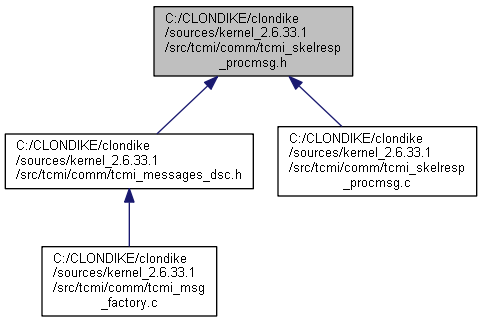 C:/CLONDIKE/clondike
/sources/kernel_2.6.33.1
/src/tcmi/comm/tcmi_skelresp
_procmsg.h
C:/CLONDIKE/clondike
/sources/kernel_2.6.33.1
/src/tcmi/comm/tcmi_messages_dsc.h
C:/CLONDIKE/clondike
/sources/kernel_2.6.33.1
/src/tcmi/comm/tcmi_skelresp
_procmsg.c
C:/CLONDIKE/clondike
/sources/kernel_2.6.33.1
/src/tcmi/comm/tcmi_msg
_factory.c